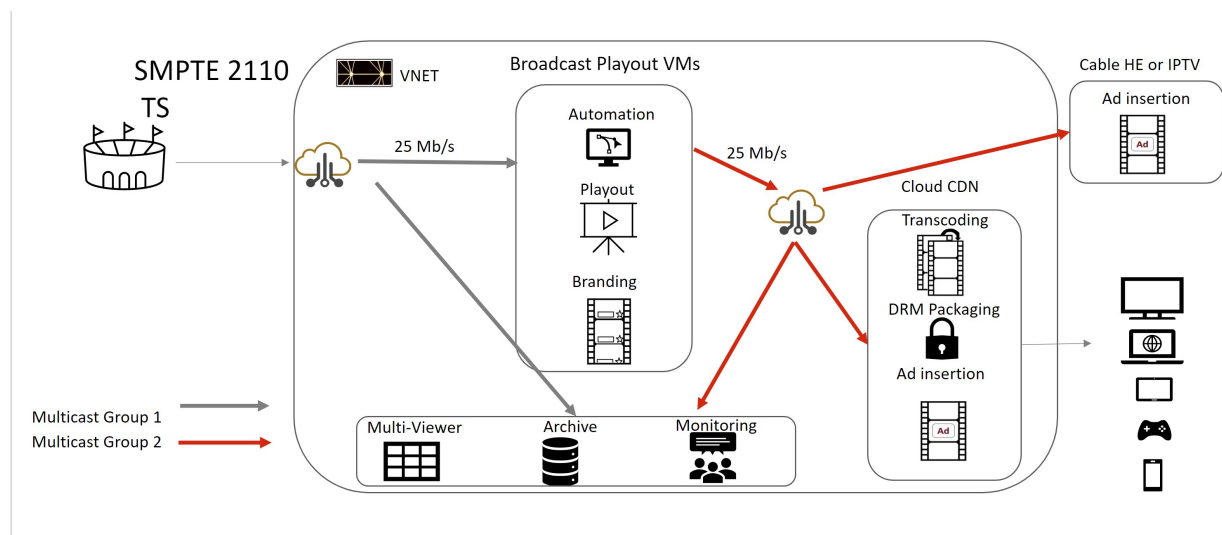 SMPTE 2110
TS
VNET
Broadcast Playout VMs
Automation
25 Mb/s
Playout
Branding
25 Mb/s
Cable HE or IPTV
Ad insertion
Ad
Cloud CDN
Transcoding
DRM Packaging
Ad insertion
Ad
Multicast Group 1
Multicast Group 2
Multi-Viewer
Archive
Monitoring